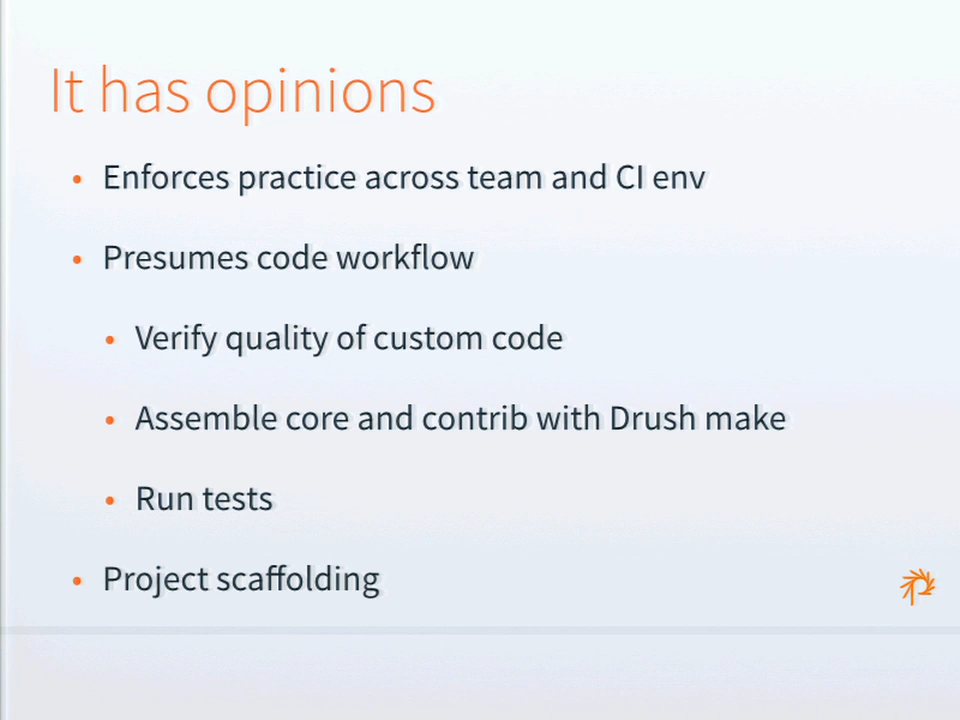 It has opinions
• Enforces practice across team and CI env
• Presumes code workflow
• Verify quality of custom code
• Assemble core and contrib with Drush make
• Run tests
• Project scaffolding